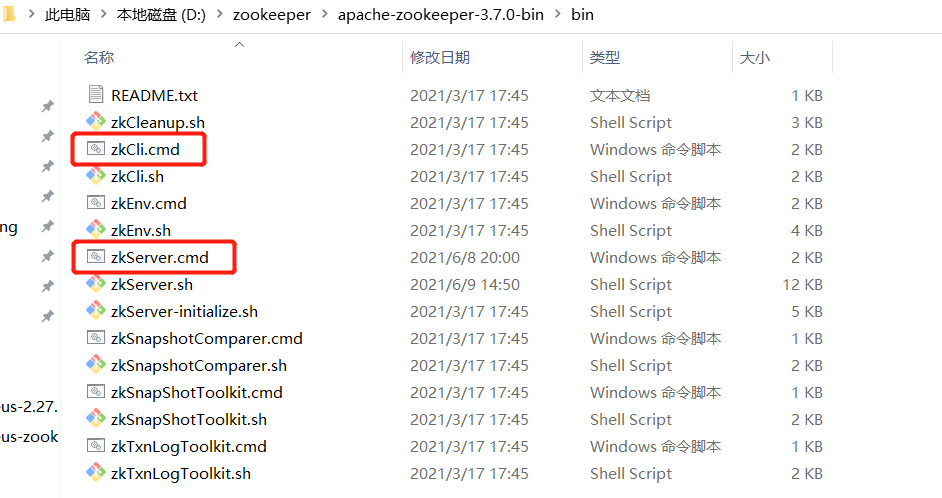 此电脑 > 本地磁盘 (D:) > zookeeper > apache-zookeeper-3.7.0-bin > bin
名称 修改日期 类型 大小
README.txt 2021/3/17 17:45 文本文档 1 KB
zkCleanup.sh 2021/3/17 17:45 Shell Script 3 KB
zkCli.cmd 2021/3/17 17:45 Windows 命令脚本 2 KB
zkCli.sh 2021/3/17 17:45 Shell Script 2 KB
zkEnv.cmd 2021/3/17 17:45 Windows 命令脚本 2 KB
ng zkEnv.sh 2021/3/17 17:45 Shell Script 4 KB
zkServer.cmd 2021/6/8 20:00 Windows 命令脚本 2 KB
zkServer.sh 2021/6/9 14:50 Shell Script 12 KB
zkServer-initialize.sh 2021/3/17 17:45 Shell Script 5 KB
zkSnapshotComparer.cmd 2021/3/17 17:45 Windows 命令脚本 1 KB
zkSnapshotComparer.sh 2021/3/17 17:45 Shell Script 2 KB
zkSnapShotToolkit.cmd 2021/3/17 17:45 Windows 命令脚本 1 KB
eus-2.27. zkSnapShotToolkit.sh 2021/3/17 17:45 Shell Script 2 KB
eus-zook zkTxnLogToolkit.cmd 2021/3/17 17:45 Windows 命令脚本 1 KB
zkTxnLogToolkit.sh 2021/3/17 17:45 Shell Script 2 KB